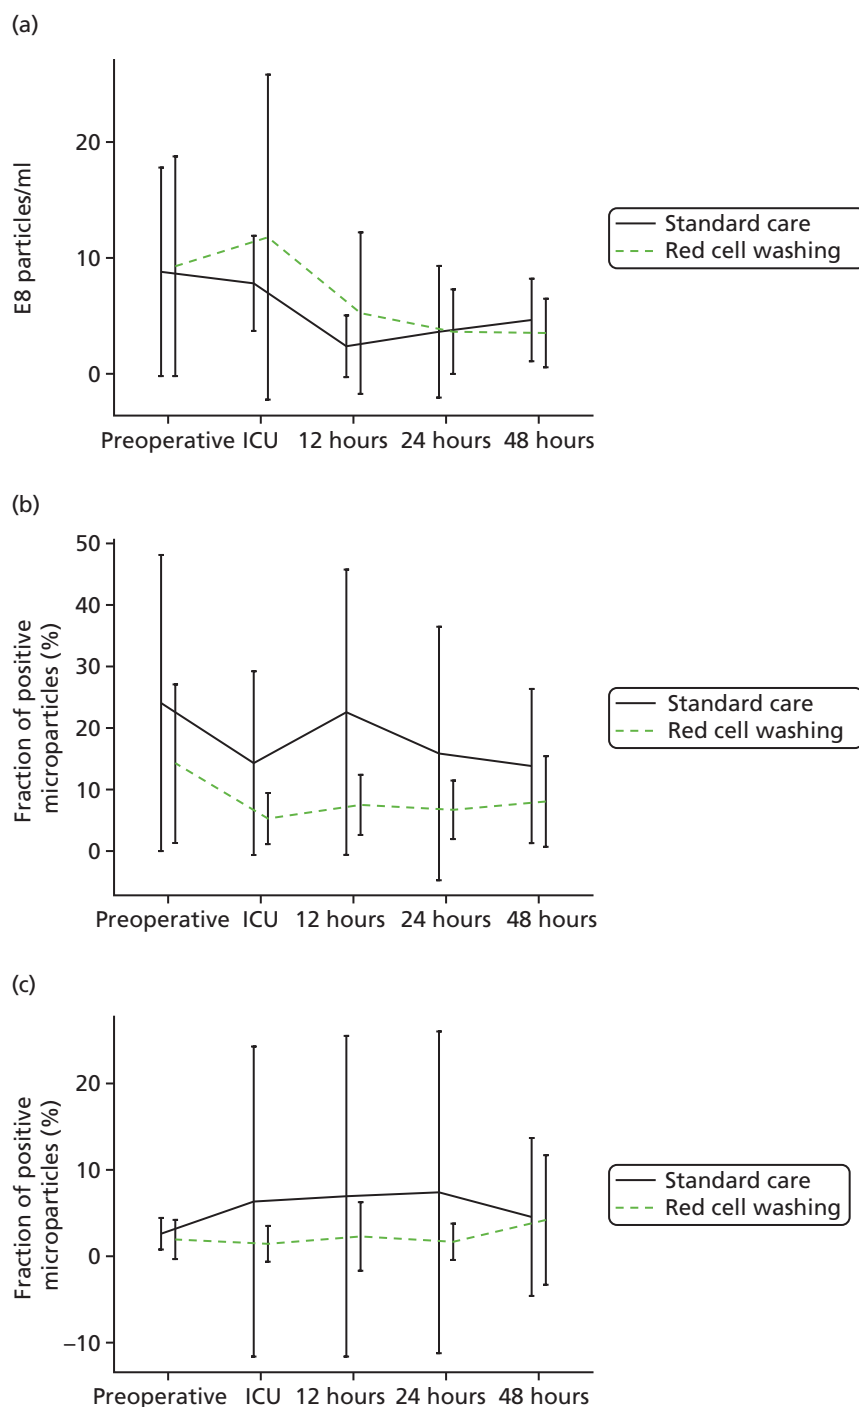 (a)
E8 particles/ml
20
10
0
Preoperative ICU 12 hours 24 hours 48 hours
Standard care
Red cell washing
(b)
Fraction of positive
microparticles (%)
50
40
30
20
10
0
Preoperative ICU 12 hours 24 hours 48 hours
Standard care
Red cell washing
(c)
Fraction of positive
microparticles (%)
20
10
0
−10
Preoperative ICU 12 hours 24 hours 48 hours
Standard care
Red cell washing